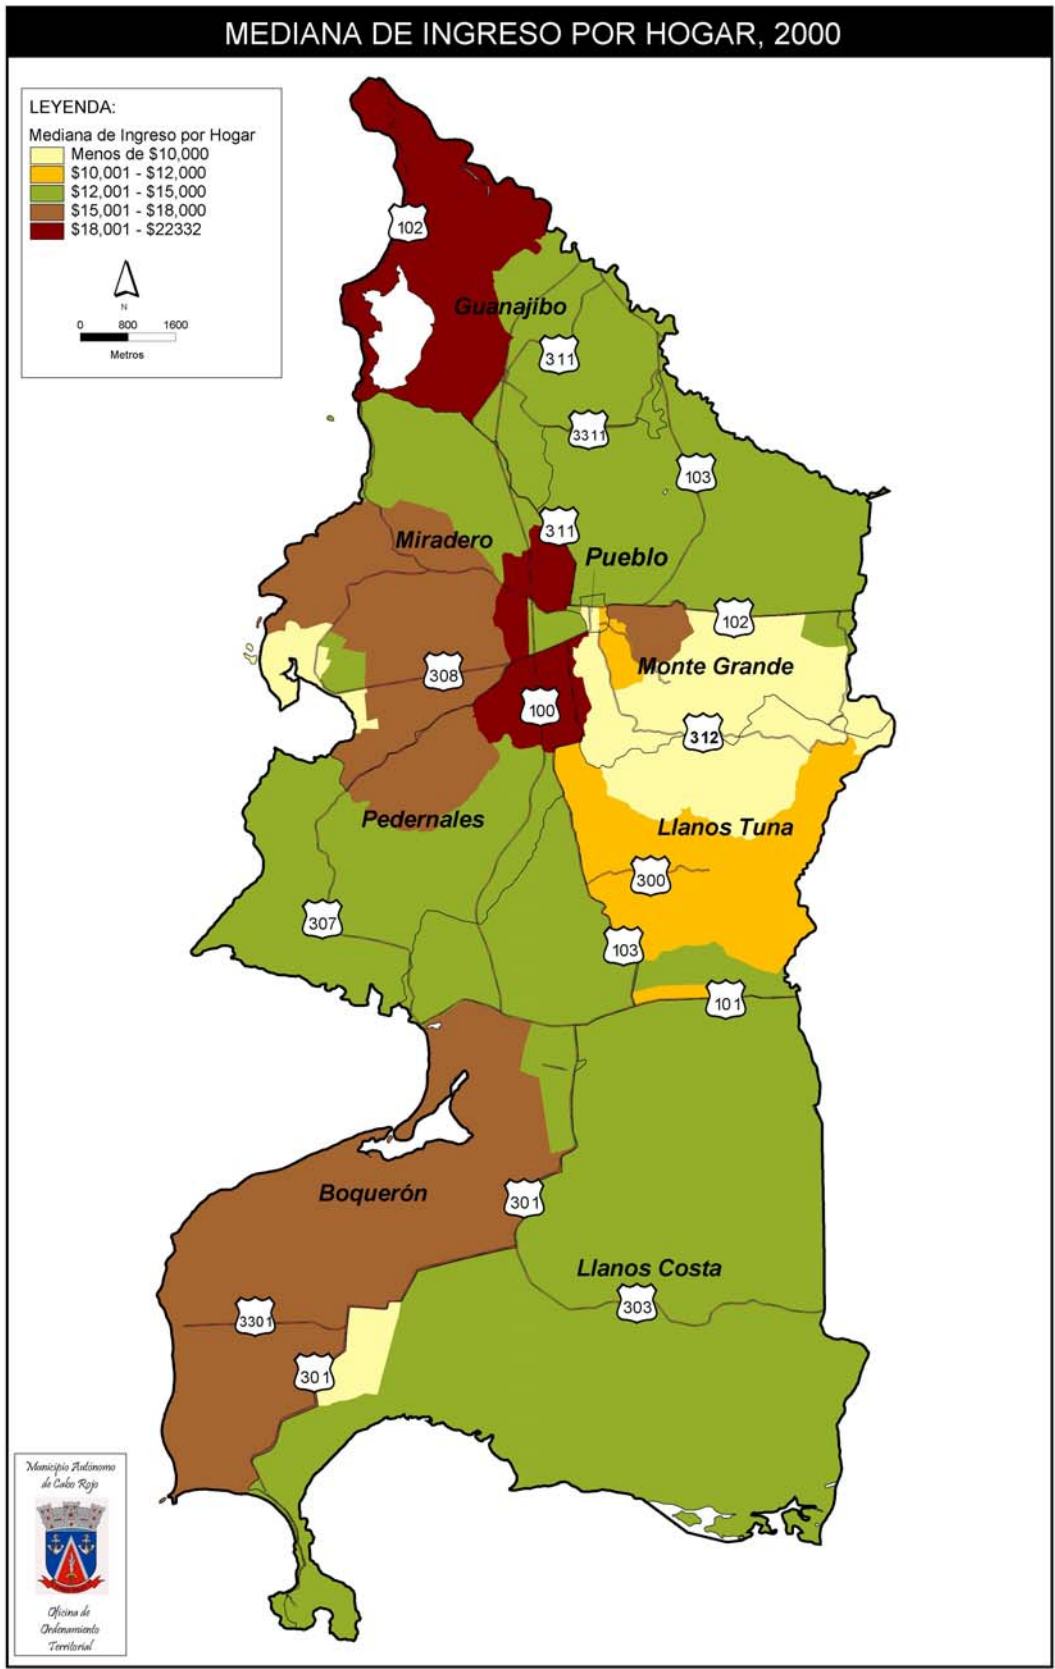 MEDIANA DE INGRESO POR HOGAR, 2000
LEYENDA:
Mediana de Ingreso por Hogar
Menos de $10,000
$10,001 - $12,000
$12,001 - $15,000
$15,001 - $18,000
$18,001 - $22332
N
0 800 1600
Metros
102
Guanajibo
311
3311
103
311
Miradero
Pueblo
102
Monte Grande
308
100
312
Pedernales
Llanos Tuna
300
307
103
101
Boquerón
301
Llanos Costa
303
3301
301
Municipio Autónomo
de Cabo Rojo
Oficina de
Ordenamiento
Territorial